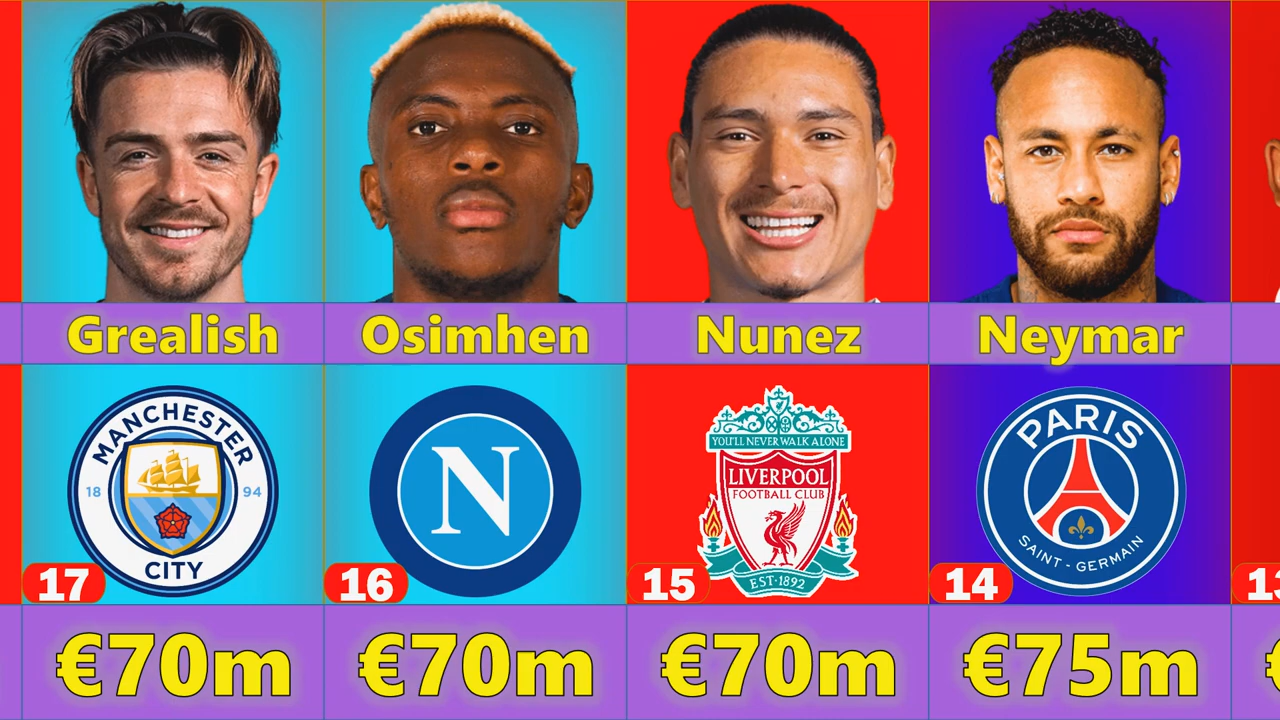 Grealish
Osimhen
Nunez
Neymar
MANCHESTER
18 94
CITY
N
YOU'LL NEVER WALK ALONE
LIVERPOOL
FOOTBALL CLUB
EST·1892
PARIS
SAINT-GERMAIN
17
16
15
14
13
€70m
€70m
€70m
€75m
€